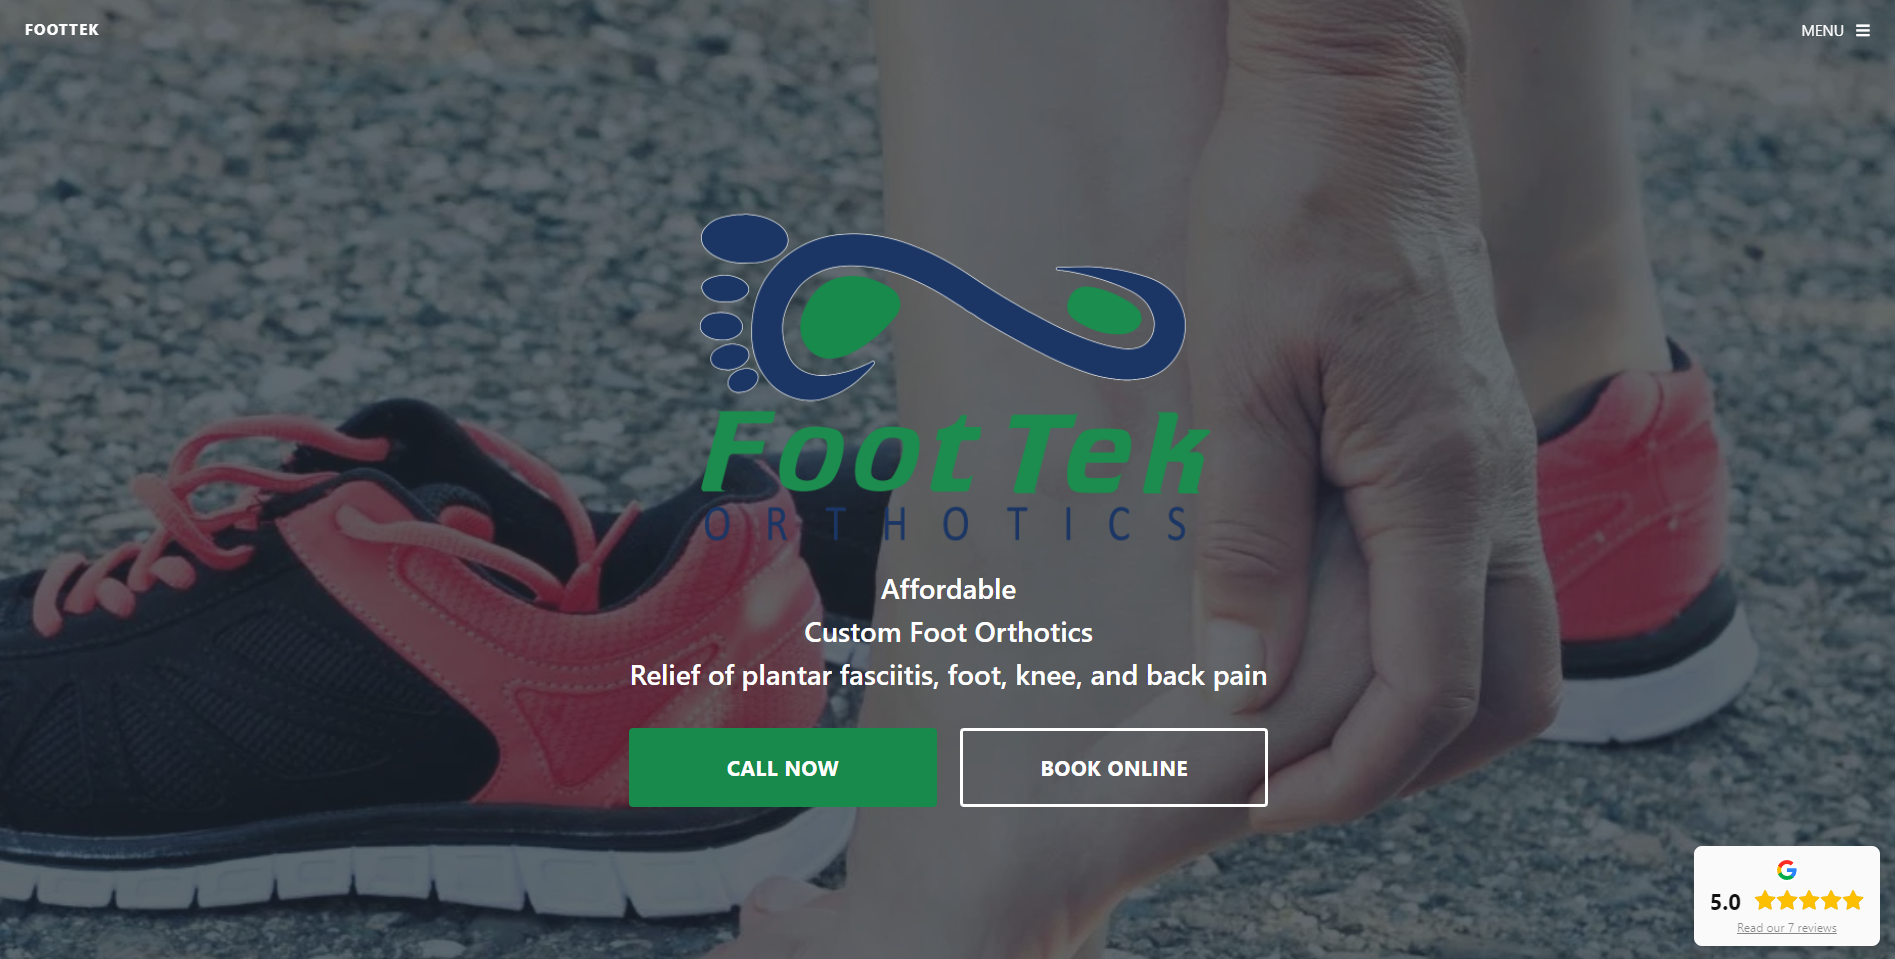 FOOTTEK
MENU
Foot Tek
ORTHOTICS
Affordable
Custom Foot Orthotics
Relief of plantar fasciitis, foot, knee, and back pain
CALL NOW
BOOK ONLINE
5.0
Read our 7 reviews